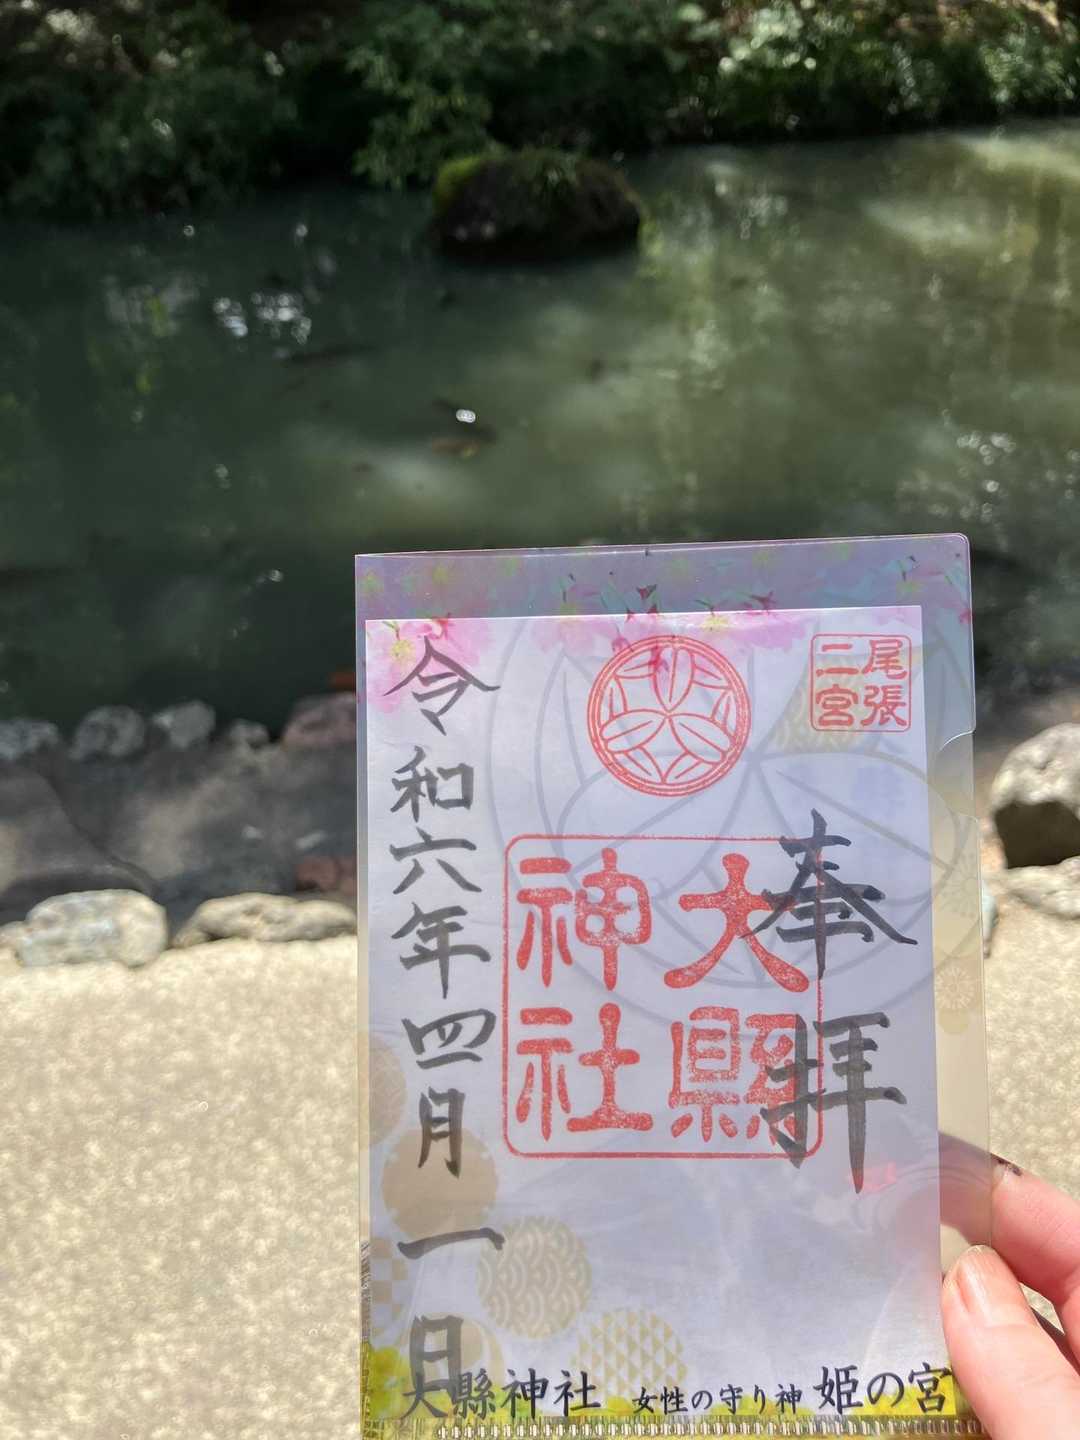 尾張
二宮
奉拝
大縣
神社
令和六年四月一日
大縣神社 女性の守り神 姫の宮